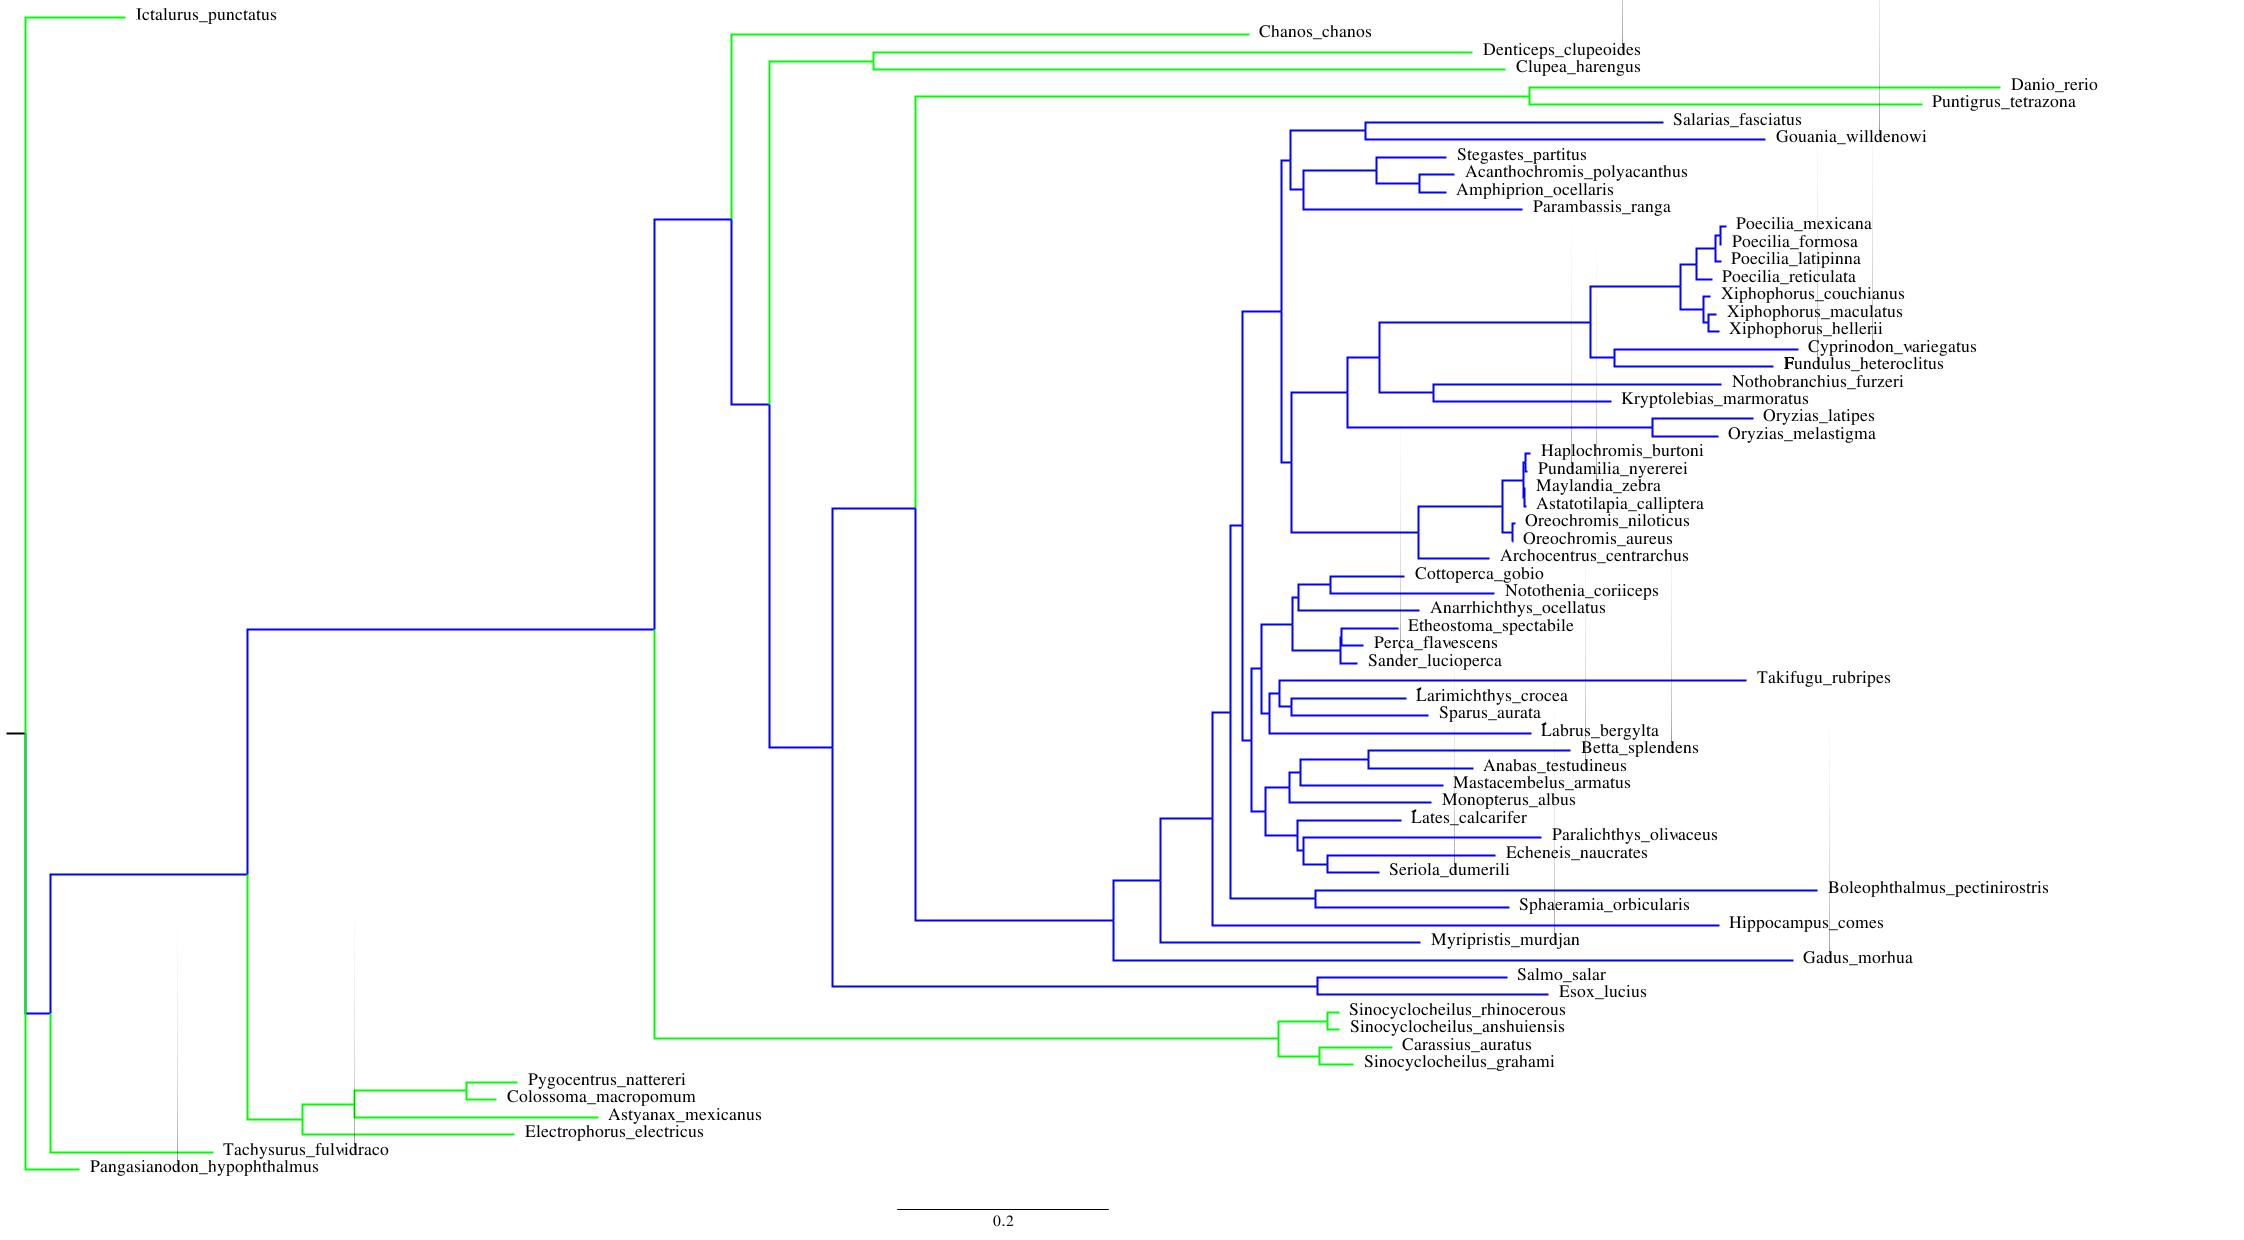 Ictalurus_punctatus
Chanos_chanos
Denticeps_clupeoides
Clupea_harengus
Danio_rerio
Puntigrus_tetrazona
Salarias_fasciatus
Gouania_willdenowi
Stegastes_partitus
Acanthochromis_polyacanthus
Amphiprion_ocellaris
Parambassis_ranga
Poecilia_mexicana
Poecilia_formosa
Poecilia_latipinna
Poecilia_reticulata
Xiphophorus_couchianus
Xiphophorus_maculatus
Xiphophorus_hellerii
Cyprinodon_variegatus
Fundulus_heteroclitus
Nothobranchius_furzeri
Kryptolebias_marmoratus
Oryzias_latipes
Oryzias_melastigma
Haplochromis_burtoni
Pundamilia_nyererei
Maylandia_zebra
Astatotilapia_calliptera
Oreochromis_niloticus
Oreochromis_aureus
Archocentrus_centrarchus
Cottoperca_gobio
Notothenia_coriiceps
Anarrhichthys_ocellatus
Etheostoma_spectabile
Perca_flavescens
Sander_lucioperca
Takifugu_rubripes
Larimichthys_crocea
Sparus_aurata
Labrus_bergylta
Betta_splendens
Anabas_testudineus
Mastacembelus_armatus
Monopterus_albus
Lates_calcarifer
Paralichthys_olivaceus
Echeneis_naucrates
Seriola_dumerili
Boleophthalmus_pectinirostris
Sphaeramia_orbicularis
Hippocampus_comes
Myripristis_murdjan
Gadus_morhua
Salmo_salar
Esox_lucius
Sinocyclocheilus_rhinocerous
Sinocyclocheilus_anshuiensis
Carassius_auratus
Sinocyclocheilus_grahami
Pygocentrus_nattereri
Colossoma_macropomum
Astyanax_mexicanus
Electrophorus_electricus
Tachysurus_fulvidraco
Pangasianodon_hypophthalmus
0.2